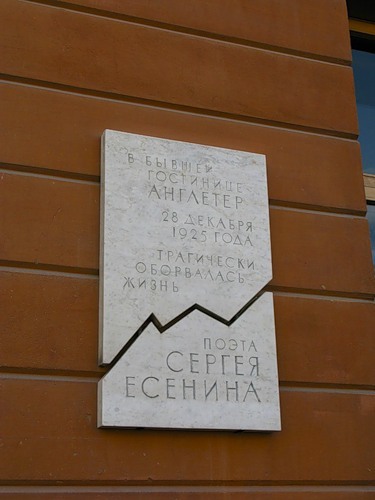 В БЫВШЕЙ
ГОСТИНИЦЕ
АНГЛЕТЕР
28 ДЕКАБРЯ
1925 ГОДА
ТРАГИЧЕСКИ
ОБОРВАЛАСЬ
ЖИЗНЬ
ПОЭТА
СЕРГЕЯ
ЕСЕНИНА